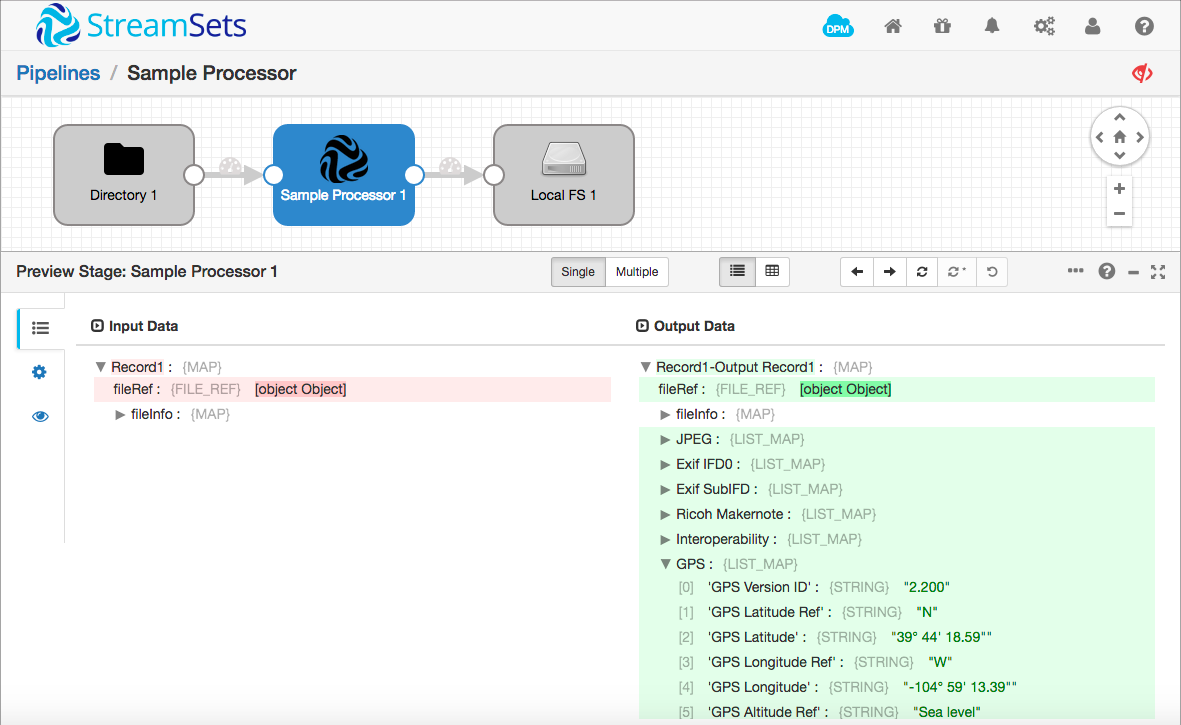 StreamSets
DPM
Pipelines / Sample Processor
Directory 1
Sample Processor 1
Local FS 1
Preview Stage: Sample Processor 1
Single Multiple
Input Data
Output Data
Record1 : {MAP}
fileRef : {FILE_REF} [object Object]
fileInfo : {MAP}
Record1-Output Record1 : {MAP}
fileRef : {FILE_REF} [object Object]
fileInfo : {MAP}
JPEG : {LIST_MAP}
Exif IFD0 : {LIST_MAP}
Exif SubIFD : {LIST_MAP}
Ricoh Makernote : {LIST_MAP}
Interoperability : {LIST_MAP}
GPS : {LIST_MAP}
[0] 'GPS Version ID' : {STRING} "2.200"
[1] 'GPS Latitude Ref' : {STRING} "N"
[2] 'GPS Latitude' : {STRING} "39° 44' 18.59""
[3] 'GPS Longitude Ref' : {STRING} "W"
[4] 'GPS Longitude' : {STRING} "-104° 59' 13.39""
[5] 'GPS Altitude Ref' : {STRING} "Sea level"